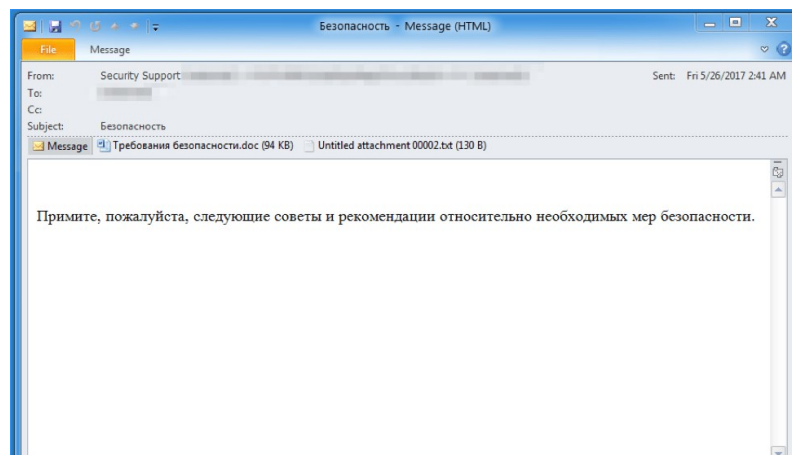 Безопасность - Message (HTML)
File Message
From: Security Support Sent: Fri 5/26/2017 2:41 AM
To:
Cc:
Subject: Безопасность
Message Требования безопасности.doc (94 KB) Untitled attachment 00002.txt (130 B)
Примите, пожалуйста, следующие советы и рекомендации относительно необходимых мер безопасности.